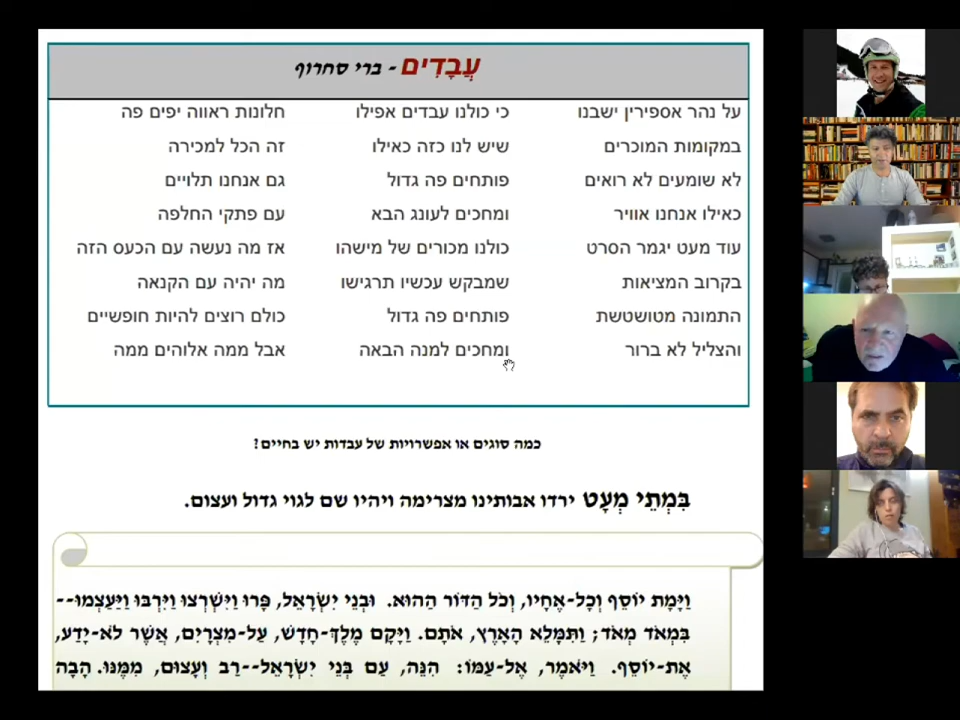 עֲבָדִים - ברי סחרוף
על נהר אספירין ישבנו
במקומות המוכרים
לא שומעים לא רואים
כאילו אנחנו אוויר
עוד מעט יגמר הסרט
בקרוב המציאות
התמונה מטושטשת
והצליל לא ברור
כי כולנו עבדים אפילו
שיש לנו כזה כאילו
פותחים פה גדול
ומחכים לעונג הבא
כולנו מכורים של מישהו
שמבקש עכשיו תרגישו
פותחים פה גדול
ומחכים למנה הבאה
חלונות ראווה יפים פה
זה הכל למכירה
גם אנחנו תלויים
עם פתקי החלפה
אז מה נעשה עם הכעס הזה
מה יהיה עם הקנאה
כולם רוצים להיות חופשיים
אבל ממה אלוהים ממה
כמה סוגים או אפשרויות של עבדות יש בחיים?
בִּמְתֵי מְעָט ירדו אבותינו מצרימה ויהיו שם לגוי גדול ועצום.
וַיָּמָת יוֹסֵף וְכָל-אֶחָיו, וְכֹל הַדּוֹר הַהוּא. וּבְנֵי יִשְׂרָאֵל, פָּרוּ וַיִּשְׁרְצוּ וַיִּרְבּוּ וַיַּעַצְמוּ--
בִּמְאֹד מְאֹד; וַתִּמָּלֵא הָאָרֶץ, אֹתָם. וַיָּקָם מֶלֶךְ-חָדָשׁ, עַל-מִצְרָיִם, אֲשֶׁר לֹא-יָדַע,
אֶת-יוֹסֵף. וַיֹּאמֶר, אֶל-עַמּוֹ: הִנֵּה, עַם בְּנֵי יִשְׂרָאֵל--רַב וְעָצוּם, מִמֶּנּוּ. הָבָה